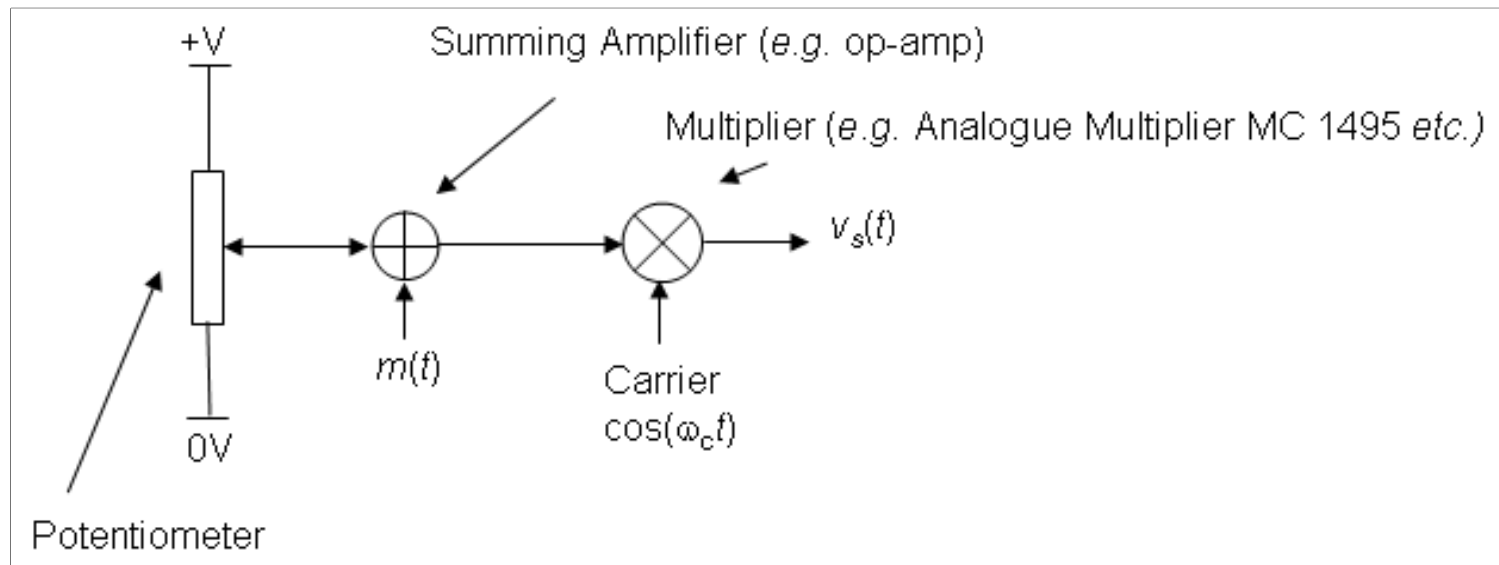 +V
Summing Amplifier (e.g. op-amp)
Multiplier (e.g. Analogue Multiplier MC 1495 etc.)
vs(t)
m(t)
Carrier
cos(ωct)
0V
Potentiometer